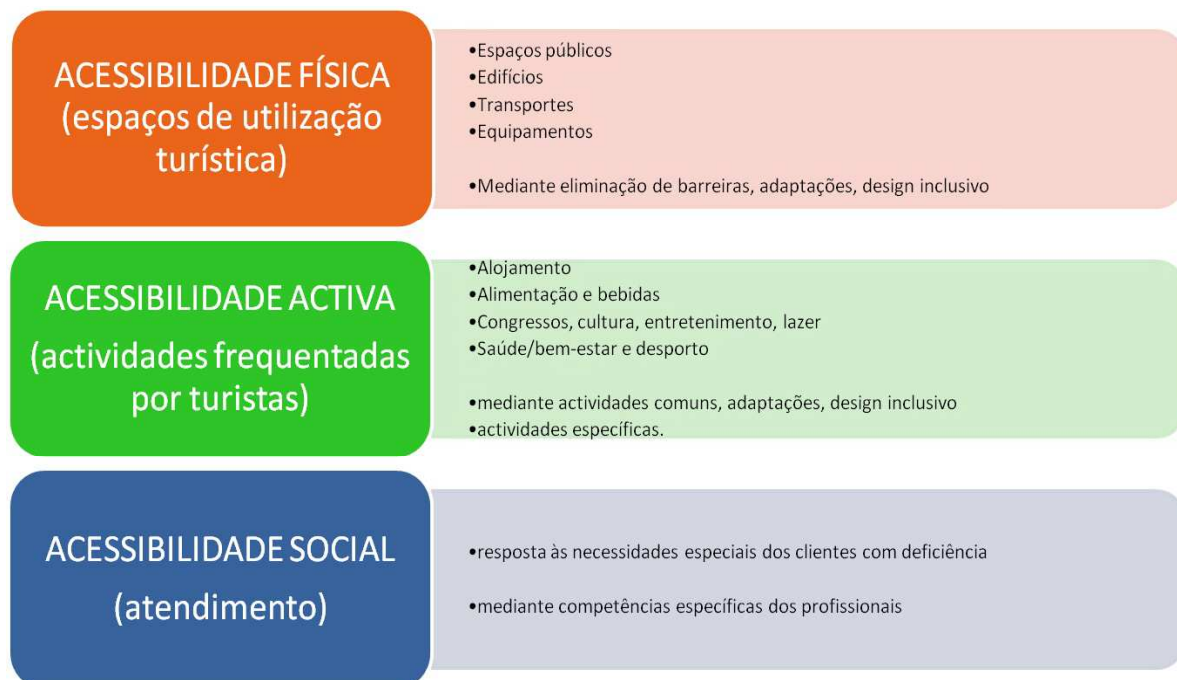 ACESSIBILIDADE FÍSICA
(espaços de utilização
turística)
•Espaços públicos
•Edifícios
•Transportes
•Equipamentos
•Mediante eliminação de barreiras, adaptações, design inclusivo
ACESSIBILIDADE ACTIVA
(actividades frequentadas
por turistas)
•Alojamento
•Alimentação e bebidas
•Congressos, cultura, entretenimento, lazer
•Saúde/bem-estar e desporto
•mediante actividades comuns, adaptações, design inclusivo
•actividades específicas.
ACESSIBILIDADE SOCIAL
(atendimento)
•resposta às necessidades especiais dos clientes com deficiência
•mediante competências específicas dos profissionais